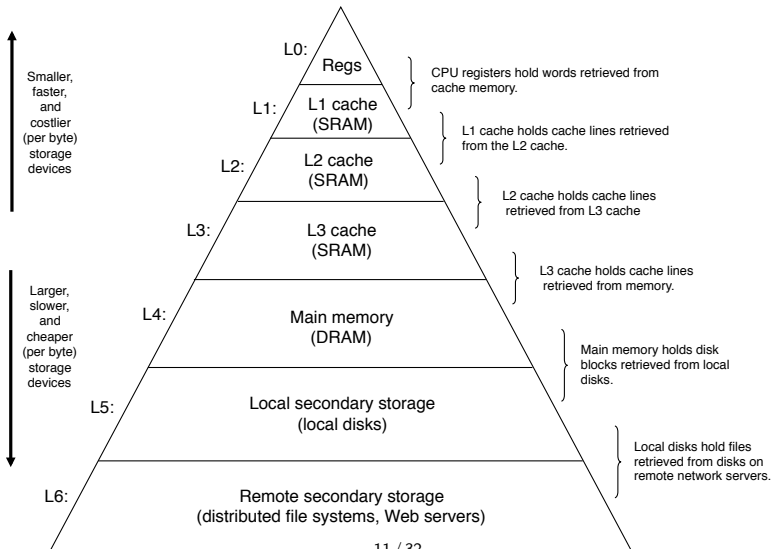 L0:
Regs
CPU registers hold words retrieved from
cache memory.
Smaller,
faster,
and
costlier
(per byte)
storage
devices
L1:
L1 cache
(SRAM)
L1 cache holds cache lines retrieved
from the L2 cache.
L2:
L2 cache
(SRAM)
L2 cache holds cache lines
retrieved from L3 cache
L3:
L3 cache
(SRAM)
L3 cache holds cache lines
retrieved from memory.
Larger,
slower,
and
cheaper
(per byte)
storage
devices
L4:
Main memory
(DRAM)
Main memory holds disk
blocks retrieved from local
disks.
L5:
Local secondary storage
(local disks)
Local disks hold files
retrieved from disks on
remote network servers.
L6:
Remote secondary storage
(distributed file systems, Web servers)
11 / 32